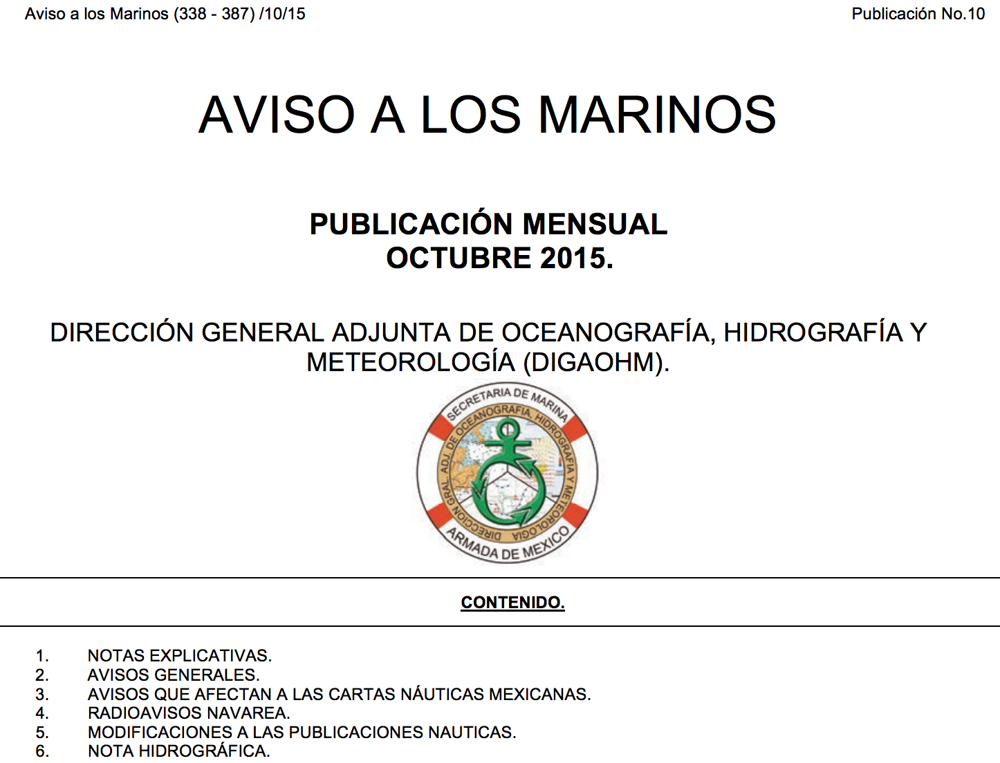 Aviso a los Marinos (338 - 387) /10/15
Publicación No.10
AVISO A LOS MARINOS
PUBLICACIÓN MENSUAL
OCTUBRE 2015.
DIRECCIÓN GENERAL ADJUNTA DE OCEANOGRAFÍA, HIDROGRAFÍA Y
METEOROLOGÍA (DIGAOHM).
SECRETARIA DE MARINA
DIRECCION GRAL. ADJ. DE OCEANOGRAFIA, HIDROGRAFIA Y METEOROLOGIA
ARMADA DE MEXICO
CONTENIDO.
1. NOTAS EXPLICATIVAS.
2. AVISOS GENERALES.
3. AVISOS QUE AFECTAN A LAS CARTAS NÁUTICAS MEXICANAS.
4. RADIOAVISOS NAVAREA.
5. MODIFICACIONES A LAS PUBLICACIONES NAUTICAS.
6. NOTA HIDROGRÁFICA.